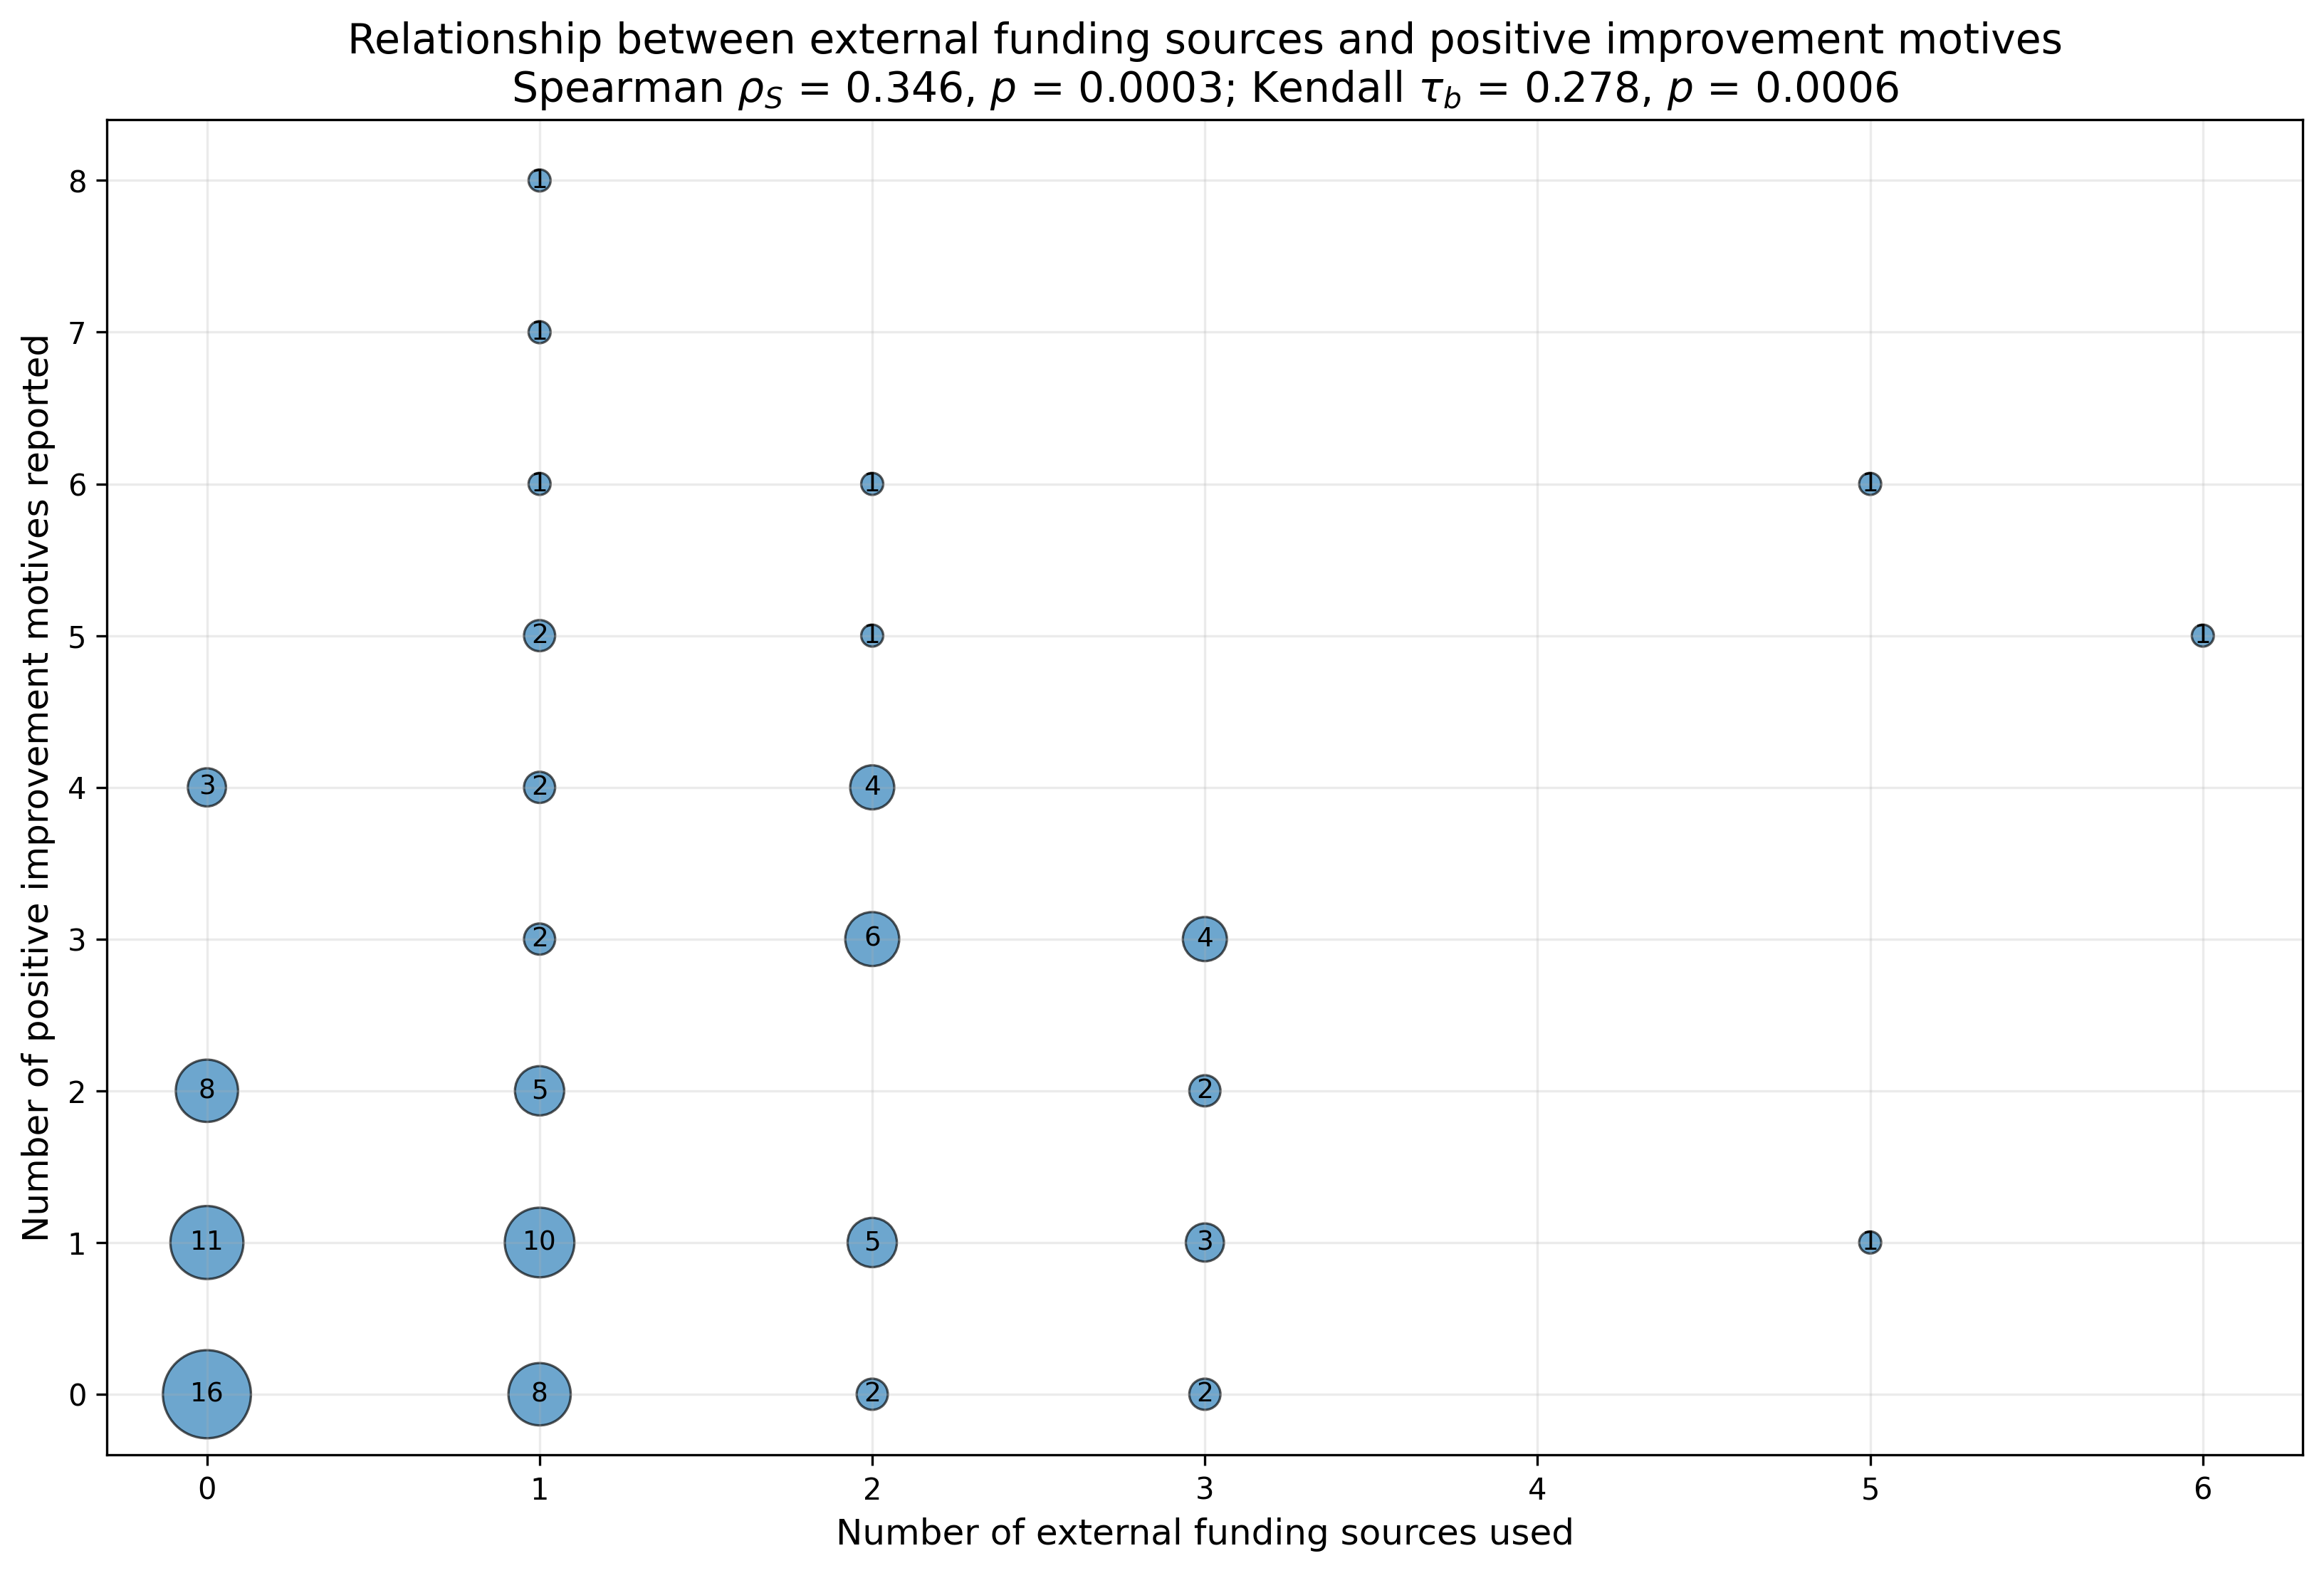 Relationship between external funding sources and positive improvement motives
Spearman ρ_S = 0.346, p = 0.0003; Kendall τ_b = 0.278, p = 0.0006
Number of positive improvement motives reported
8 1
7 1
6 1 1 1
5 2 1 1
4 3 2 4
3 2 6 4
2 8 5 2
1 11 10 5 3 1
0 16 8 2 2
0 1 2 3 4 5 6
Number of external funding sources used